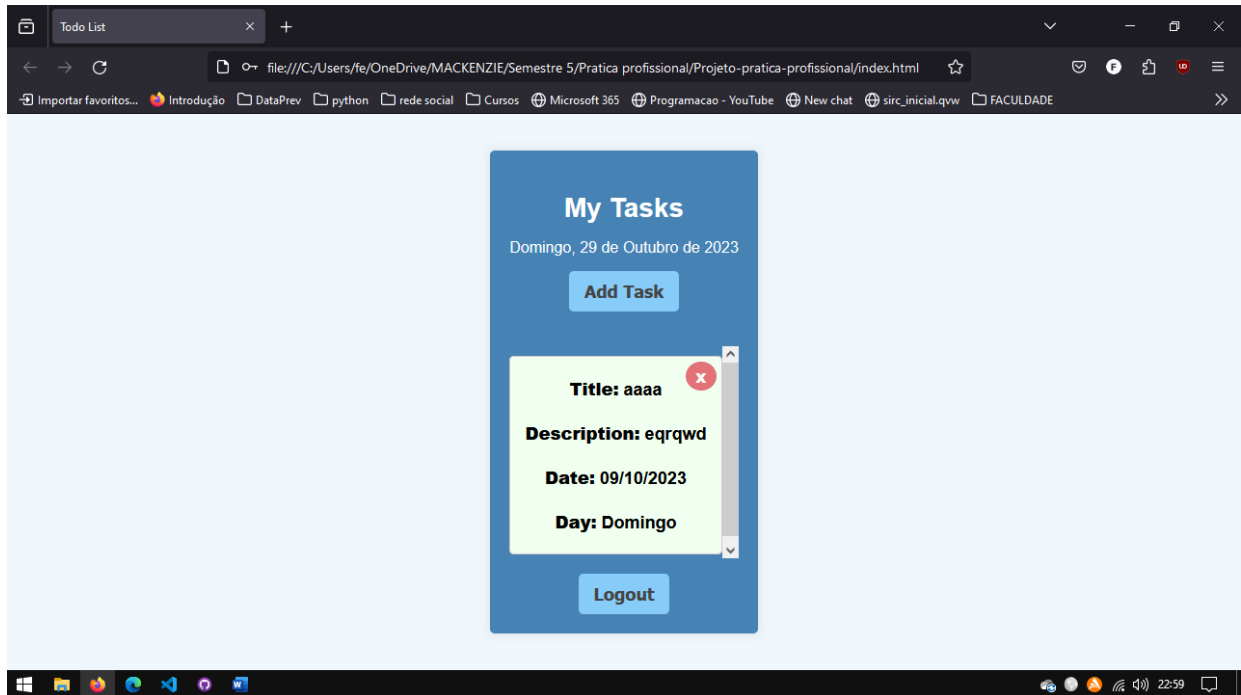 Todo List
file:///C:/Users/fe/OneDrive/MACKENZIE/Semestre 5/Pratica profissional/Projeto-pratica-profissional/index.html
Importar favoritos... Introdução DataPrev python rede social Cursos Microsoft 365 Programacao - YouTube New chat sirc_inicial.qvw FACULDADE
My Tasks
Domingo, 29 de Outubro de 2023
Add Task
x
Title: aaaa
Description: eqrqwd
Date: 09/10/2023
Day: Domingo
Logout
22:59